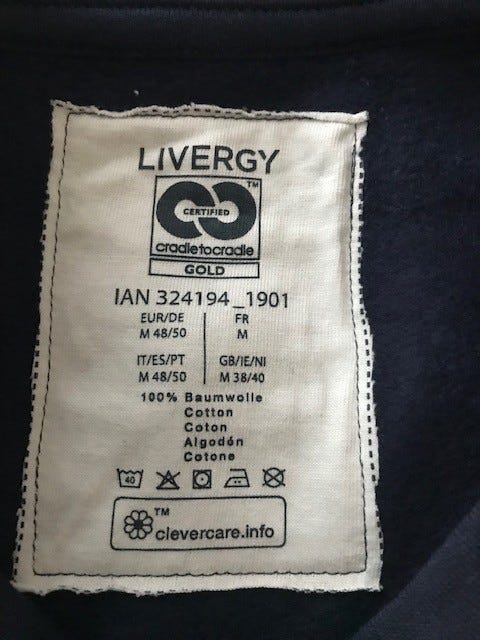 LIVERGY
TM
CERTIFIED
cradletocradle
GOLD
IAN 324194_1901
EUR/DE
M 48/50
FR
M
IT/ES/PT
M 48/50
GB/IE/NI
M 38/40
100% Baumwolle
Cotton
Coton
Algodón
Cotone
40
TM
clevercare.info